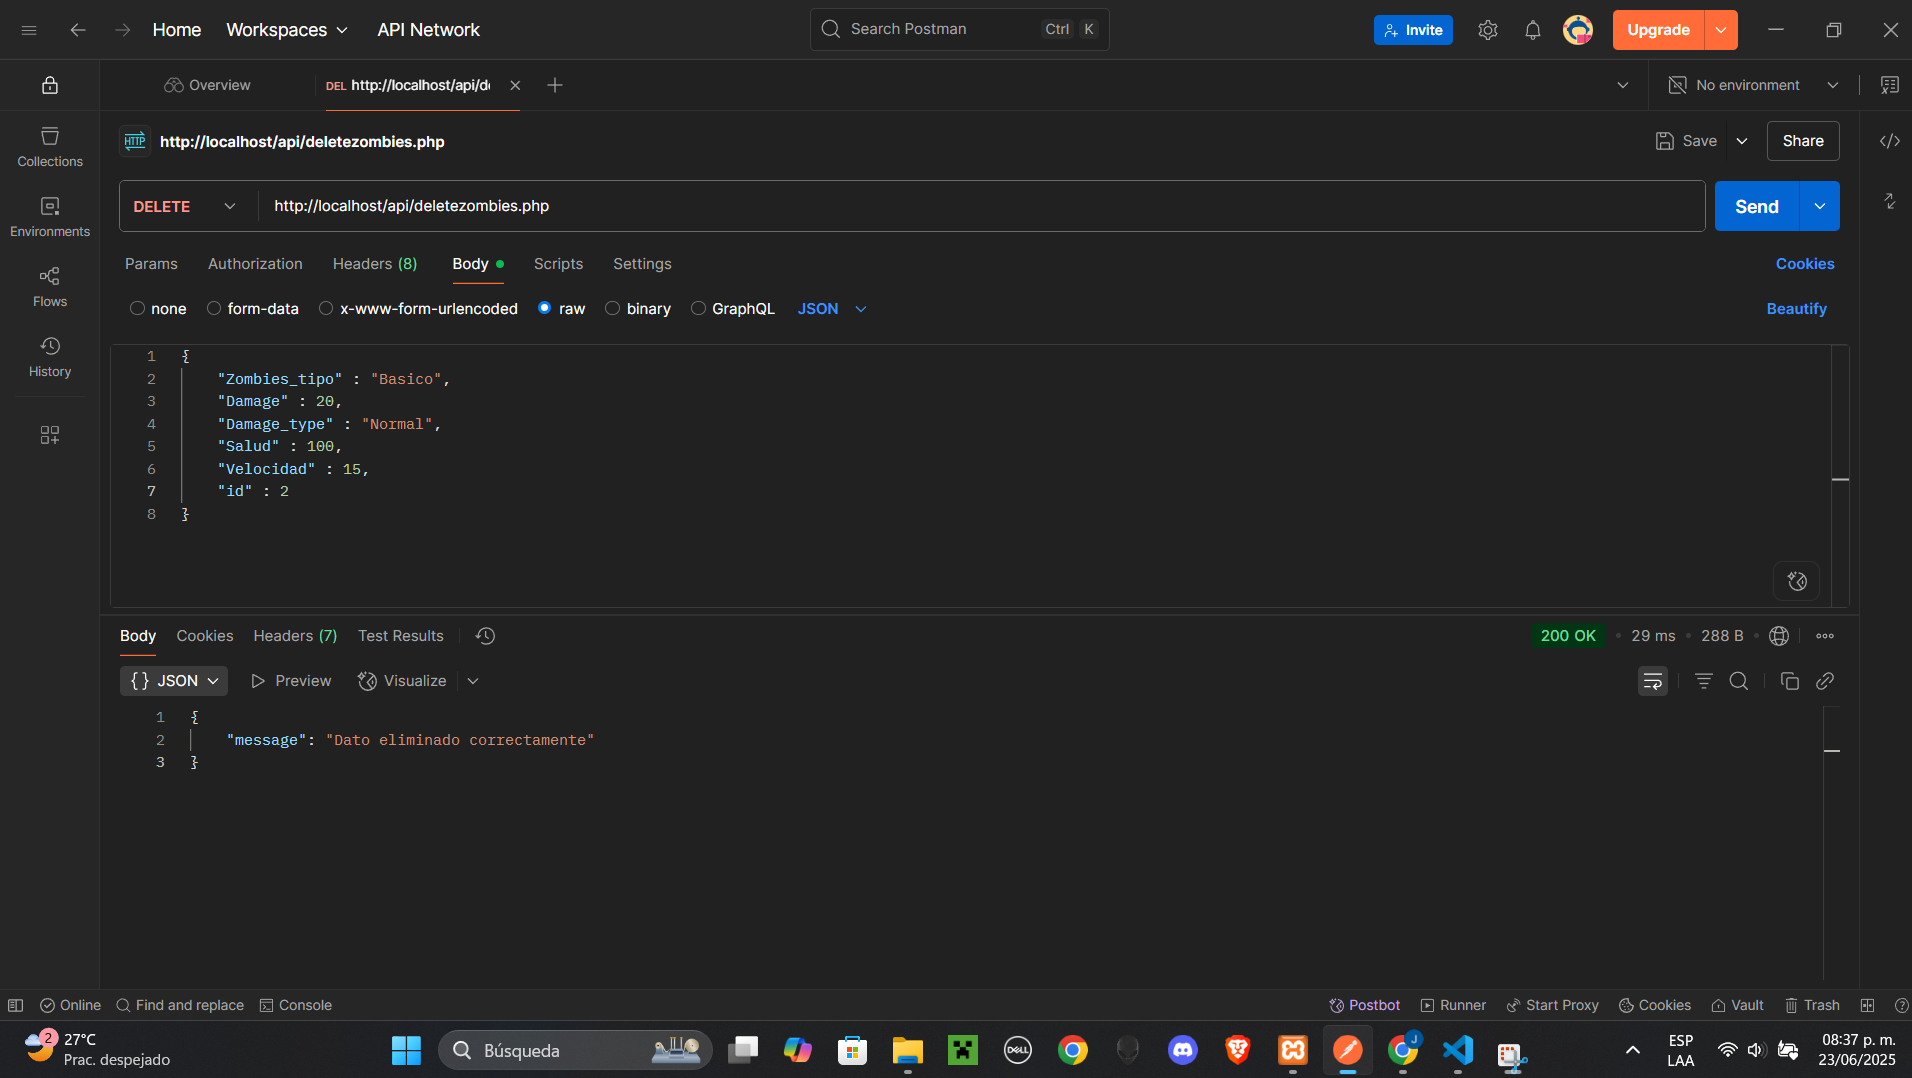 Home Workspaces API Network Search Postman Ctrl K Invite Upgrade
Overview DEL http://localhost/api/de No environment
HTTP http://localhost/api/deletezombies.php Save Share
Collections
DELETE http://localhost/api/deletezombies.php Send
Environments
Params Authorization Headers (8) Body Scripts Settings Cookies
Flows
none form-data x-www-form-urlencoded raw binary GraphQL JSON Beautify
History
1 {
2 "Zombies_tipo" : "Basico",
3 "Damage" : 20,
4 "Damage_type" : "Normal",
5 "Salud" : 100,
6 "Velocidad" : 15,
7 "id" : 2
8 }
Body Cookies Headers (7) Test Results 200 OK • 29 ms • 288 B •
{} JSON Preview Visualize
1 {
2 "message": "Dato eliminado correctamente"
3 }
Online Find and replace Console Postbot Runner Start Proxy Cookies Vault Trash
2 27°C
Prac. despejado
Búsqueda
DELL
J
ESP
LAA
08:37 p. m.
23/06/2025